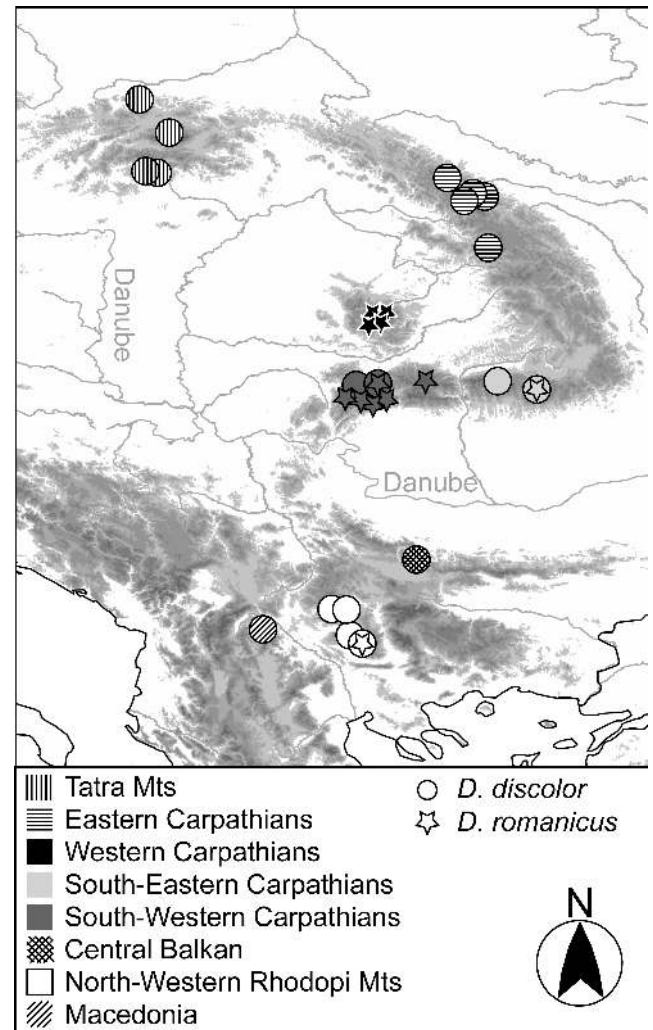 Danube
Danube
Tatra Mts
Eastern Carpathians
Western Carpathians
South-Eastern Carpathians
South-Western Carpathians
Central Balkan
North-Western Rhodopi Mts
Macedonia
D. discolor
D. romanicus
N